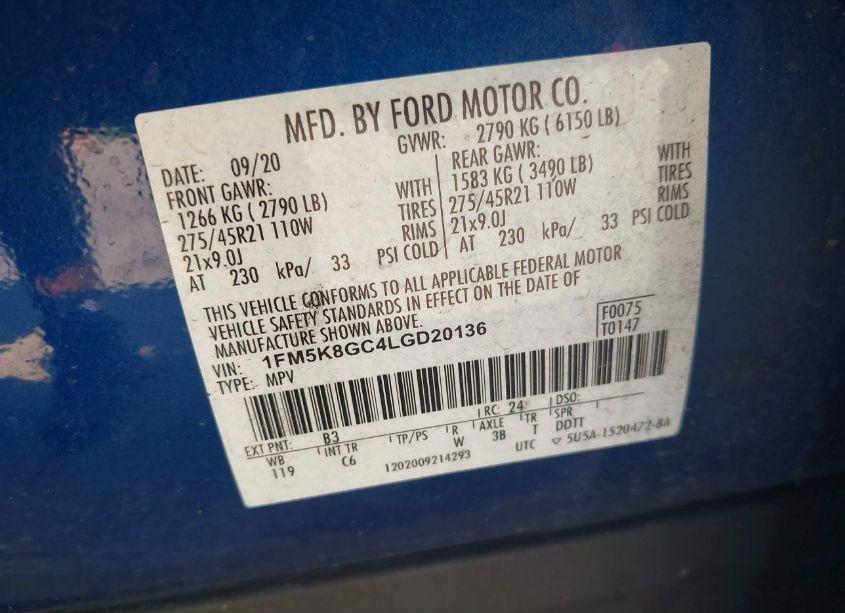 MFD. BY FORD MOTOR CO.
DATE: 09/20 GVWR: 2790 KG ( 6150 LB)
FRONT GAWR: REAR GAWR:
1266 KG ( 2790 LB) WITH 1583 KG ( 3490 LB) WITH
275/45R21 110W TIRES 275/45R21 110W TIRES
21x9.0J RIMS 21x9.0J RIMS
AT 230 kPa/ 33 PSI COLD AT 230 kPa/ 33 PSI COLD
THIS VEHICLE CONFORMS TO ALL APPLICABLE FEDERAL MOTOR
VEHICLE SAFETY STANDARDS IN EFFECT ON THE DATE OF
MANUFACTURE SHOWN ABOVE.
VIN: 1FM5K8GC4LGD20136
TYPE: MPV
F0075
T0147
EXT PNT: B3 RC: 24 DSO:
WB INT TR TP/PS R AXLE TR SPR
119 C6 W 3B T DDTT
1202009214293 UTC ▽ 5U5A-1520472-BA